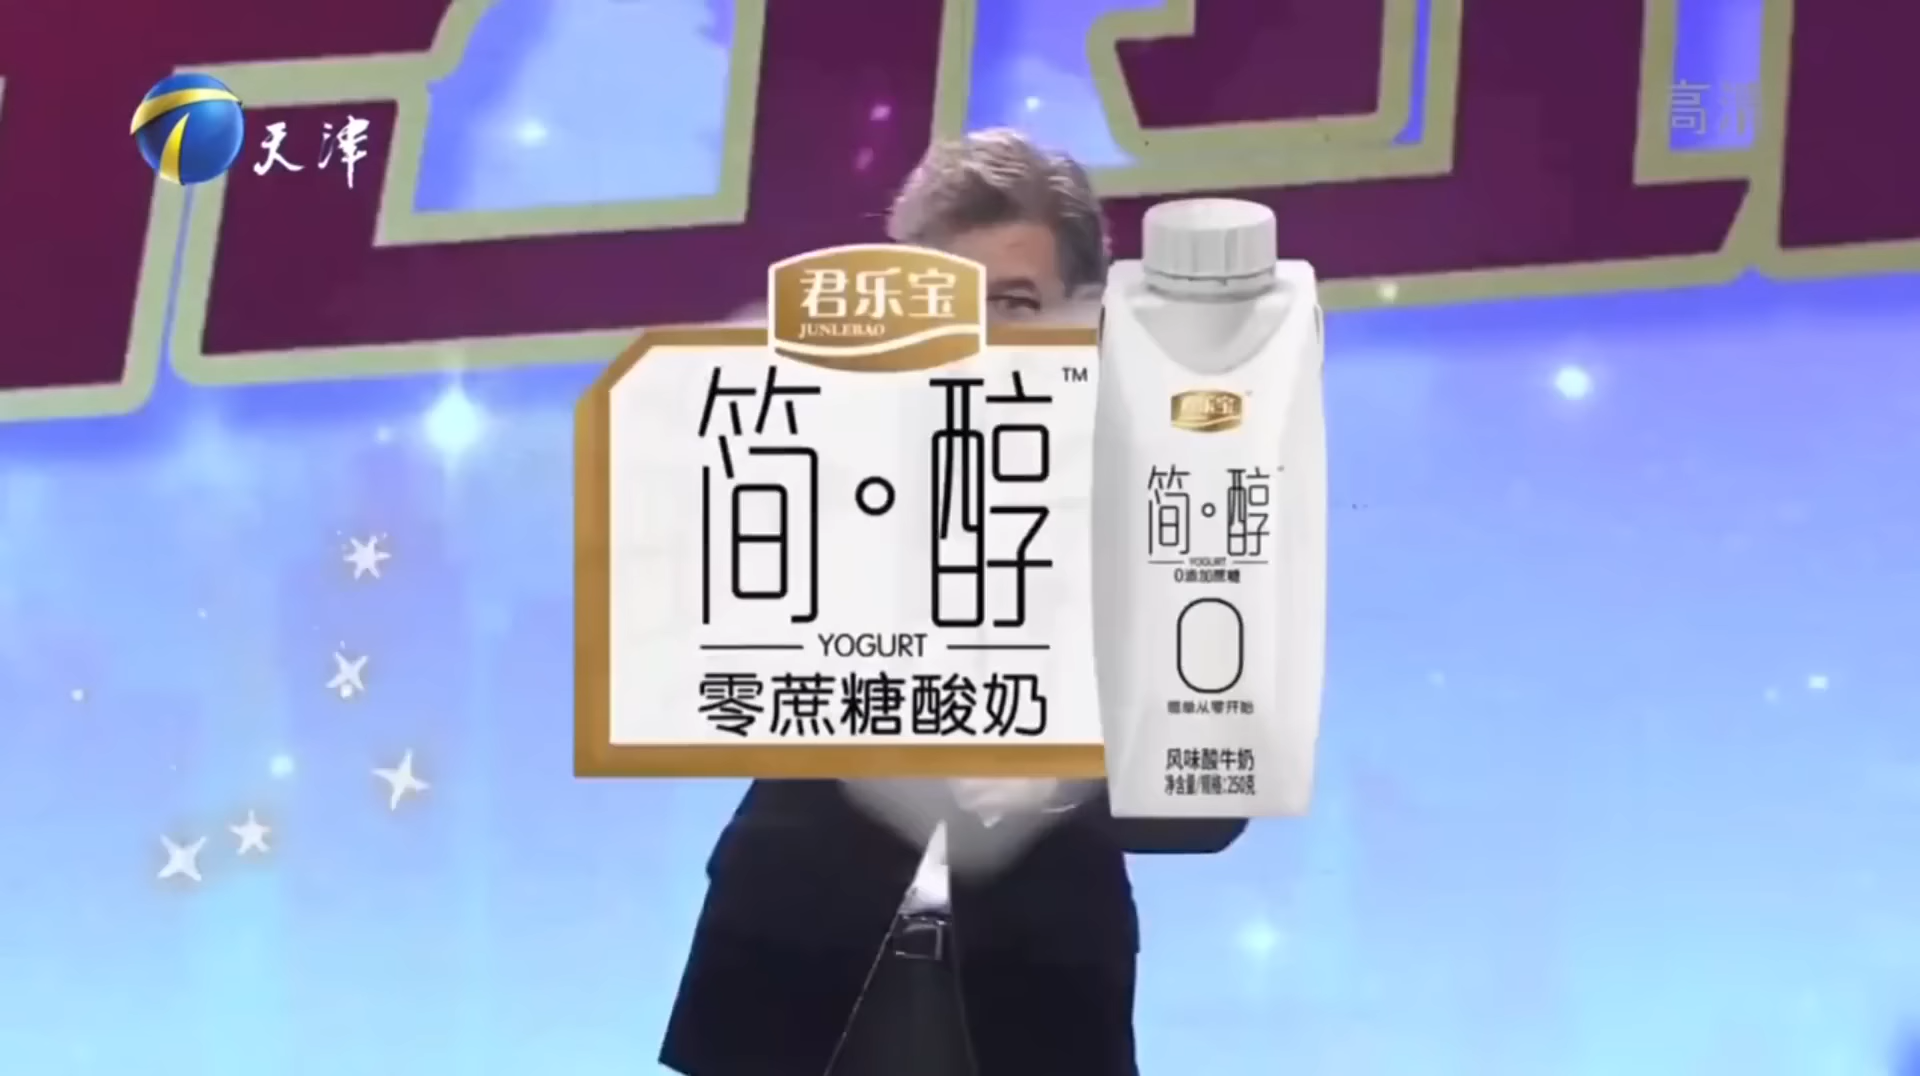 天津
高清
君乐宝
JUNLEBAO
简·醇 TM
YOGURT
零蔗糖酸奶
君乐宝
简·醇
YOGURT
0添加蔗糖
0
简单从零开始
风味酸牛奶
净含量/规格:250克